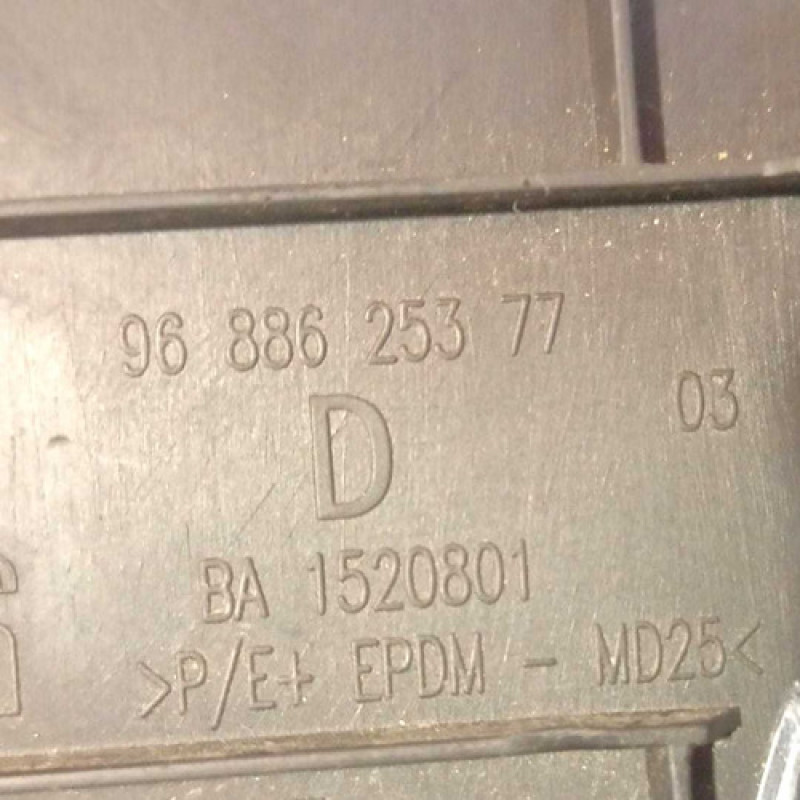 96 886 253 77
03
D
BA 1520801
>P/E+ EPDM - MD25<